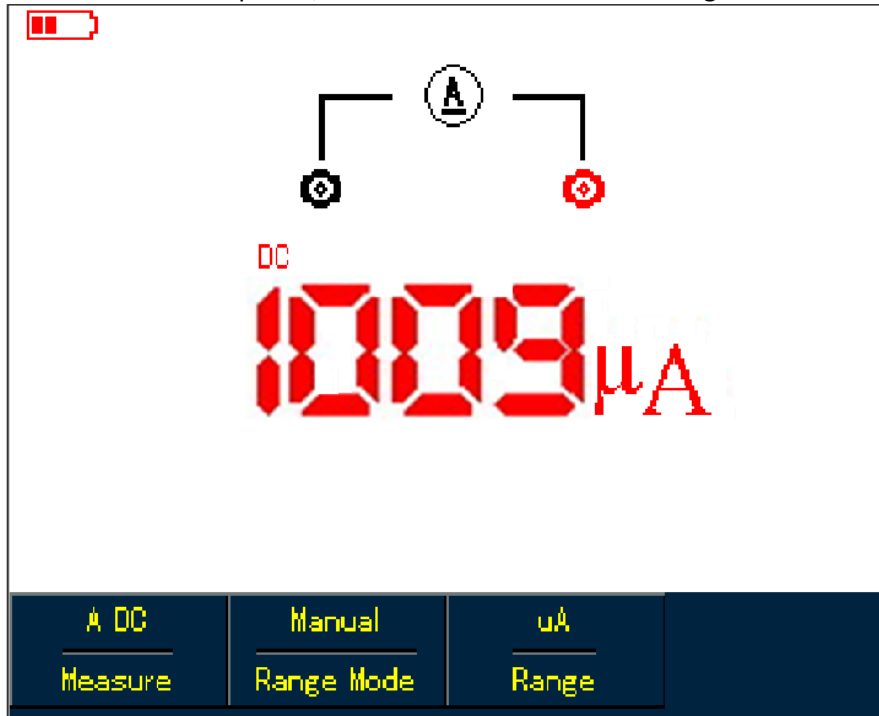 A
DC
1009μA
A DC Manual uA
Measure Range Mode Range